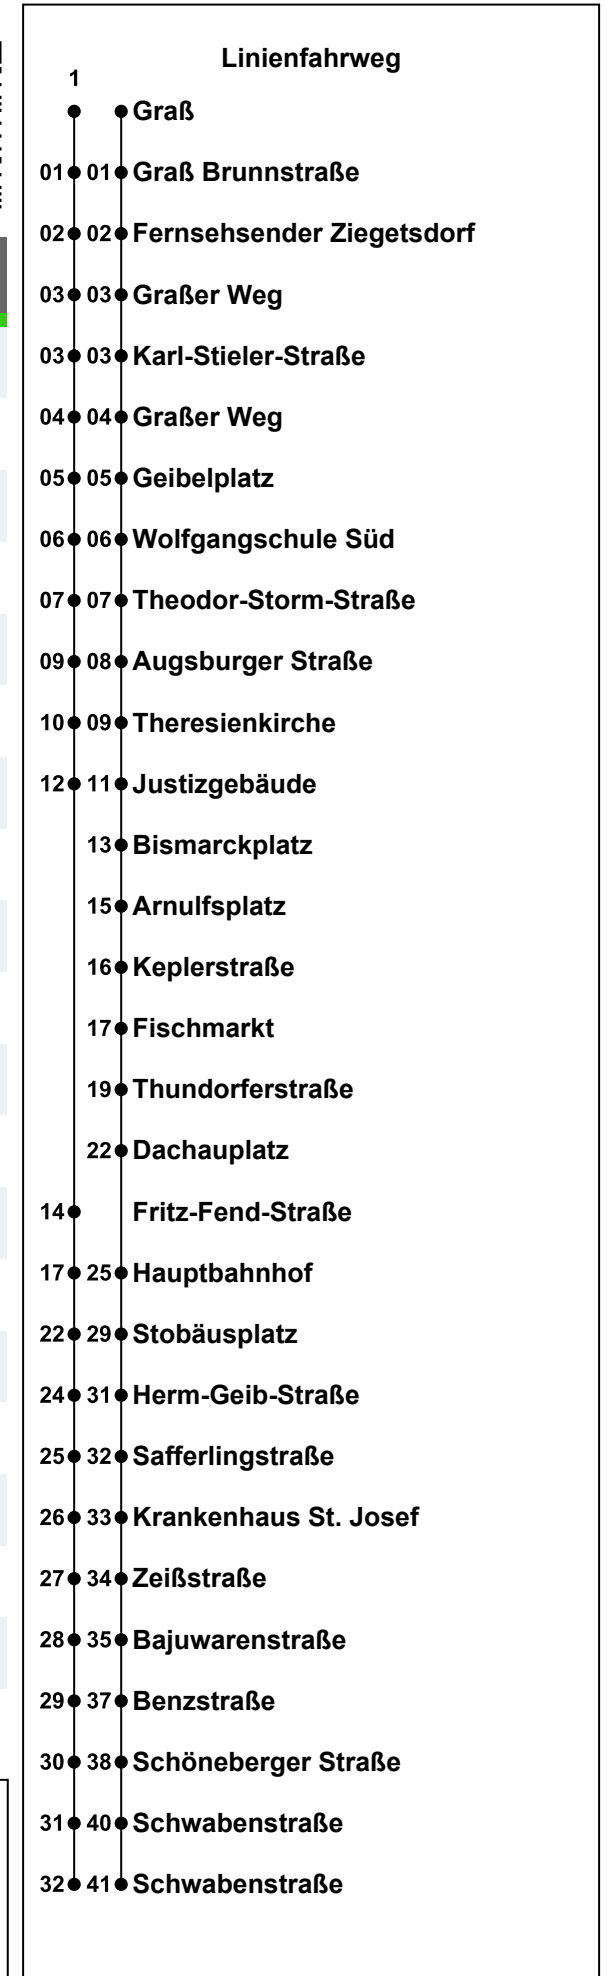 Linienfahrweg
1
Graß
01 01 Graß Brunnstraße
02 02 Fernsehsender Ziegetsdorf
03 03 Graßer Weg
03 03 Karl-Stieler-Straße
04 04 Graßer Weg
05 05 Geibelplatz
06 06 Wolfgangschule Süd
07 07 Theodor-Storm-Straße
09 08 Augsburger Straße
10 09 Theresienkirche
12 11 Justizgebäude
13 Bismarckplatz
15 Arnulfsplatz
16 Keplerstraße
17 Fischmarkt
19 Thundorferstraße
22 Dachauplatz
14 Fritz-Fend-Straße
17 25 Hauptbahnhof
22 29 Stobäusplatz
24 31 Herm-Geib-Straße
25 32 Safferlingstraße
26 33 Krankenhaus St. Josef
27 34 Zeißstraße
28 35 Bajuwarenstraße
29 37 Benzstraße
30 38 Schöneberger Straße
31 40 Schwabenstraße
32 41 Schwabenstraße